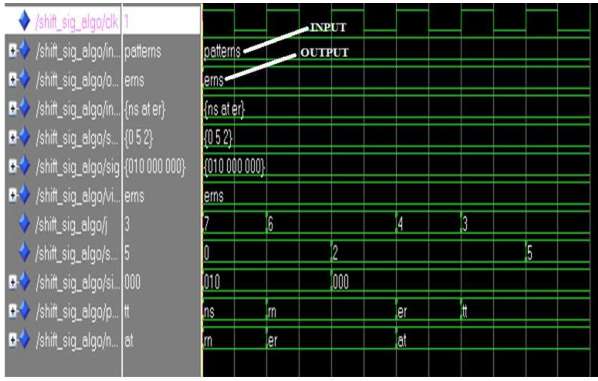 /shift_sig_algo/clk 1
INPUT
/shift_sig_algo/in... patterns patterns
OUTPUT
/shift_sig_algo/o... erns erns
/shift_sig_algo/in... {ns at er} {ns at er}
/shift_sig_algo/s... {0 5 2} {0 5 2}
/shift_sig_algo/sig {010 000 000} {010 000 000}
/shift_sig_algo/vi... erns erns
/shift_sig_algo/j 3 7 6 4 3
/shift_sig_algo/s... 5 0 2 5
/shift_sig_algo/si... 000 010 000
/shift_sig_algo/p... tt ns rn er tt
/shift_sig_algo/n... at rn er at